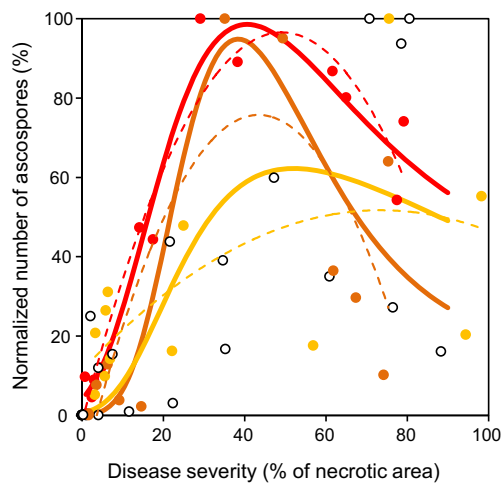 Normalized number of ascospores (%)
100
80
60
40
20
0
0 20 40 60 80 100
Disease severity (% of necrotic area)